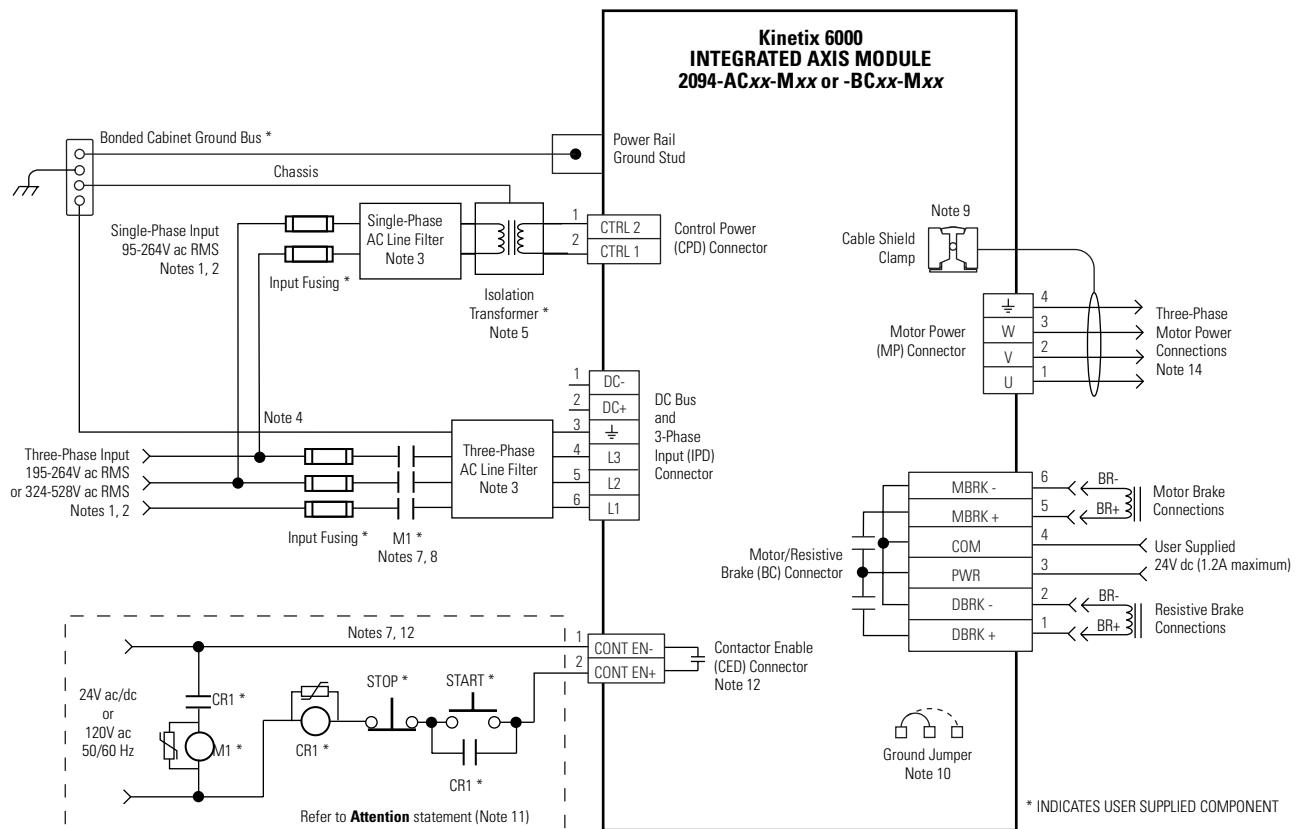 Kinetix 6000
INTEGRATED AXIS MODULE
2094-ACxx-Mxx or -BCxx-Mxx
Bonded Cabinet Ground Bus *
Power Rail
Ground Stud
Chassis
Single-Phase Input
95-264V ac RMS
Notes 1, 2
Input Fusing *
Single-Phase
AC Line Filter
Note 3
Isolation
Transformer *
Note 5
1
CTRL 2
2
CTRL 1
Control Power
(CPD) Connector
Note 9
Cable Shield
Clamp
Motor Power
(MP) Connector
4
W
3
V
2
U
1
Three-Phase
Motor Power
Connections
Note 14
Note 4
Three-Phase Input
195-264V ac RMS
or 324-528V ac RMS
Notes 1, 2
Input Fusing *
M1 *
Notes 7, 8
Three-Phase
AC Line Filter
Note 3
1
DC-
2
DC+
3
4
L3
5
L2
6
L1
DC Bus
and
3-Phase
Input (IPD)
Connector
Motor/Resistive
Brake (BC) Connector
MBRK -
6
BR-
MBRK +
5
BR+
COM
4
PWR
3
DBRK -
2
BR-
DBRK +
1
BR+
Motor Brake
Connections
User Supplied
24V dc (1.2A maximum)
Resistive Brake
Connections
Notes 7, 12
1
CONT EN-
2
CONT EN+
Contactor Enable
(CED) Connector
Note 12
24V ac/dc
or
120V ac
50/60 Hz
CR1 *
M1 *
CR1 *
STOP *
START *
CR1 *
Refer to Attention statement (Note 11)
Ground Jumper
Note 10
* INDICATES USER SUPPLIED COMPONENT